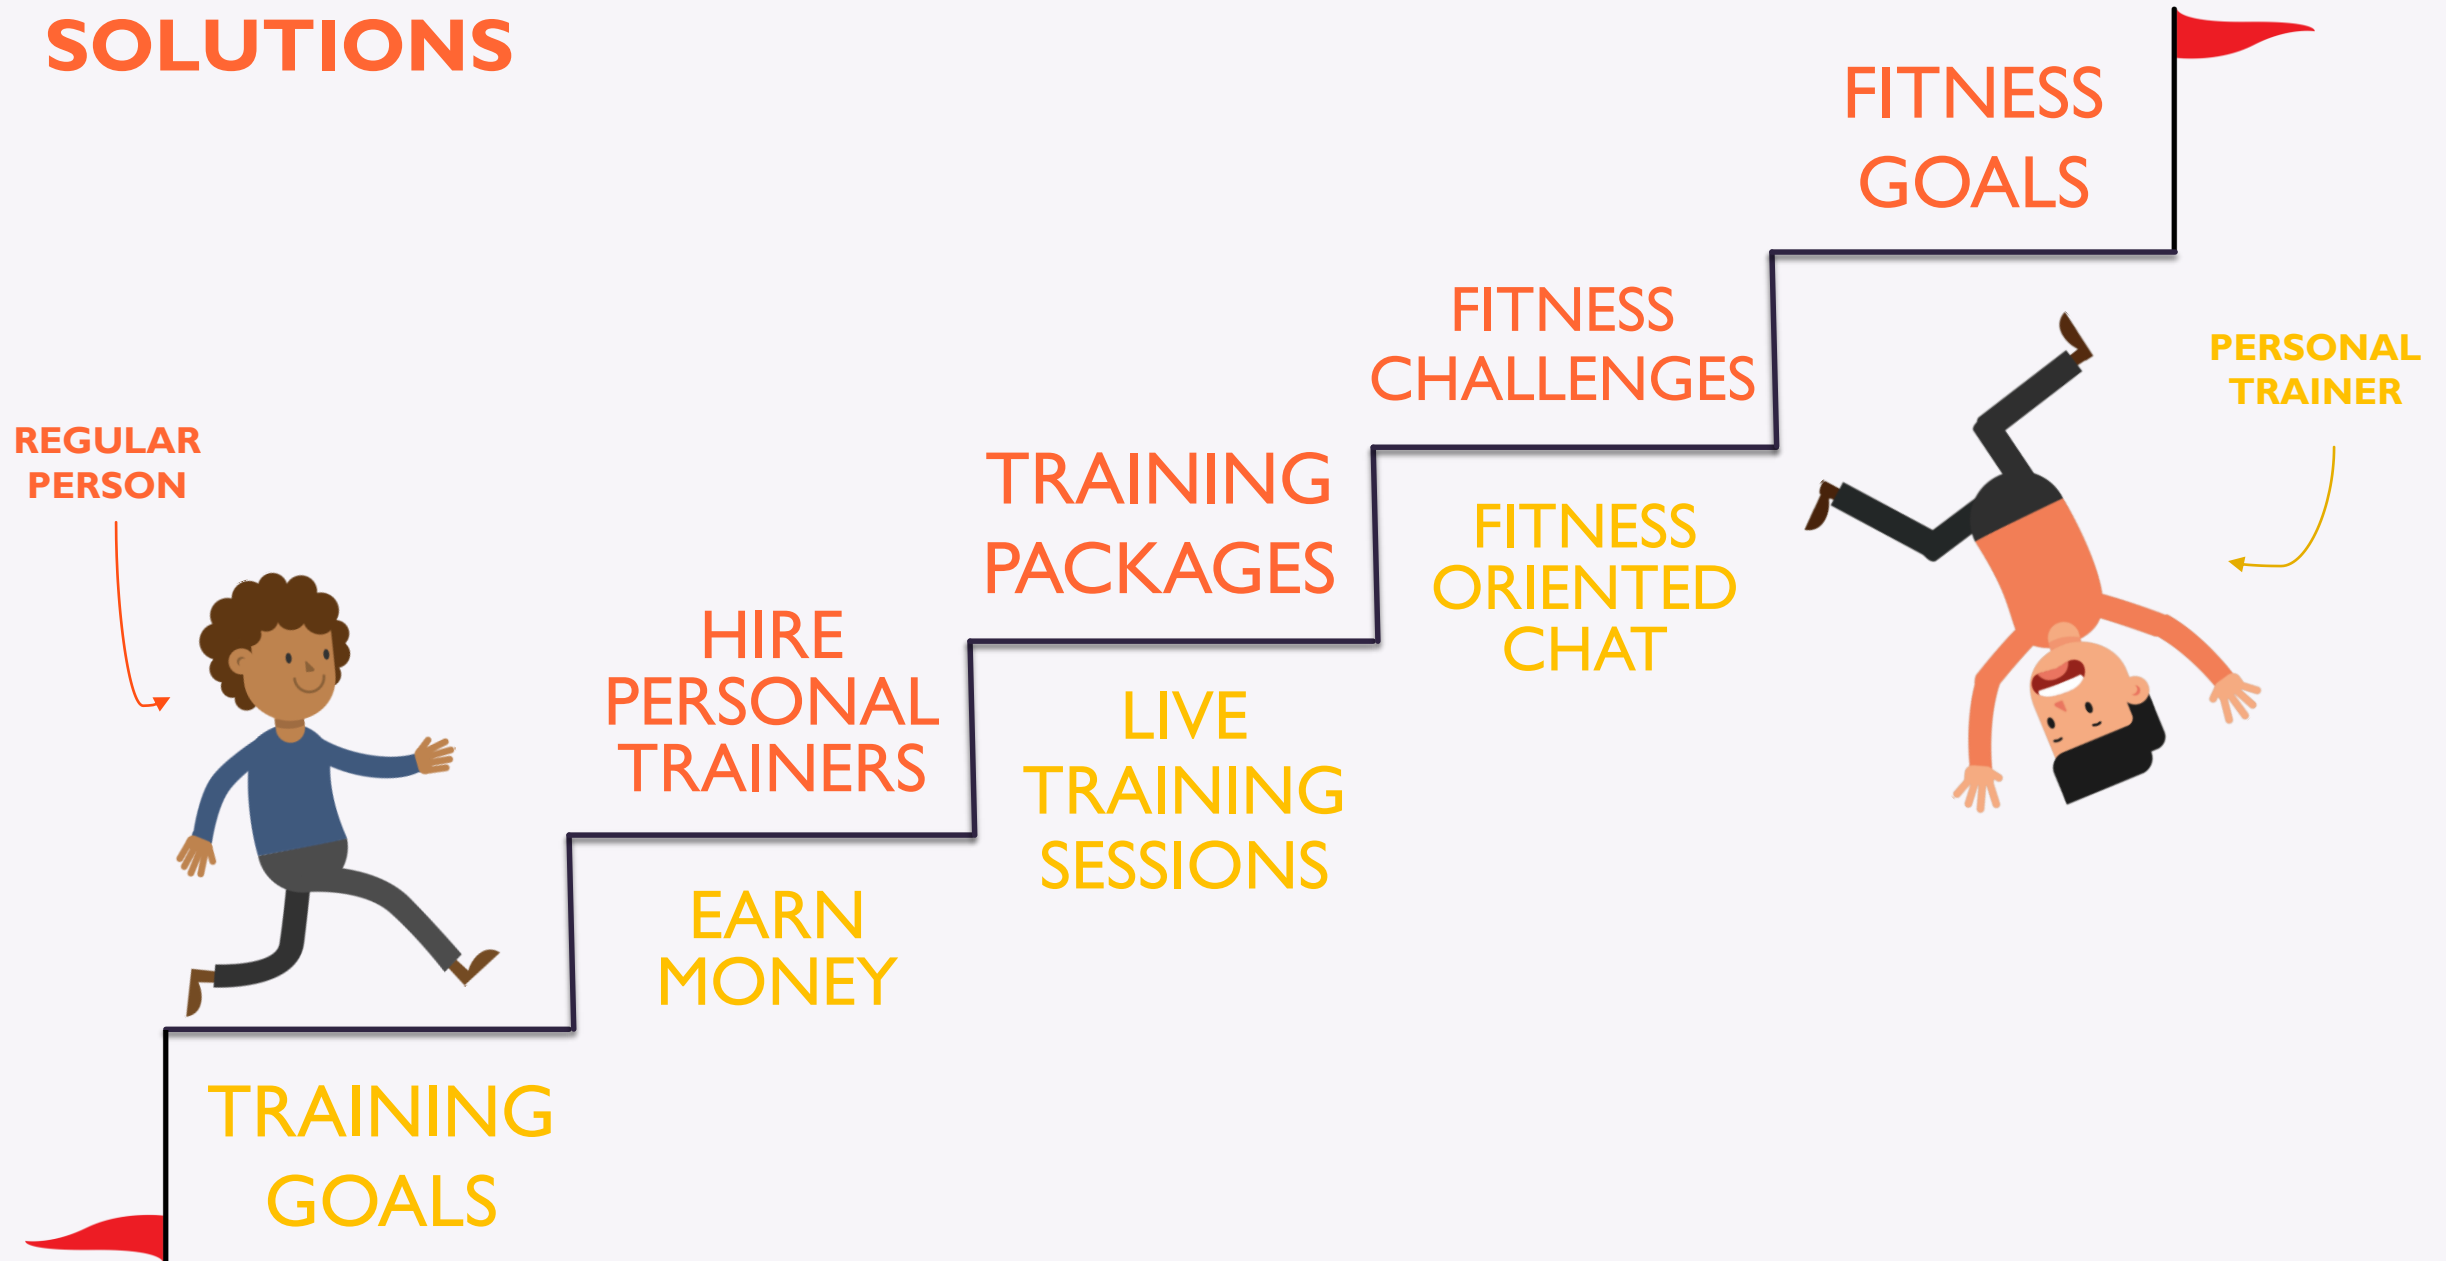 SOLUTIONS
REGULAR
PERSON
HIRE
PERSONAL
TRAINERS
TRAINING
PACKAGES
FITNESS
CHALLENGES
FITNESS
GOALS
PERSONAL
TRAINER
FITNESS
ORIENTED
CHAT
LIVE
TRAINING
SESSIONS
EARN
MONEY
TRAINING
GOALS